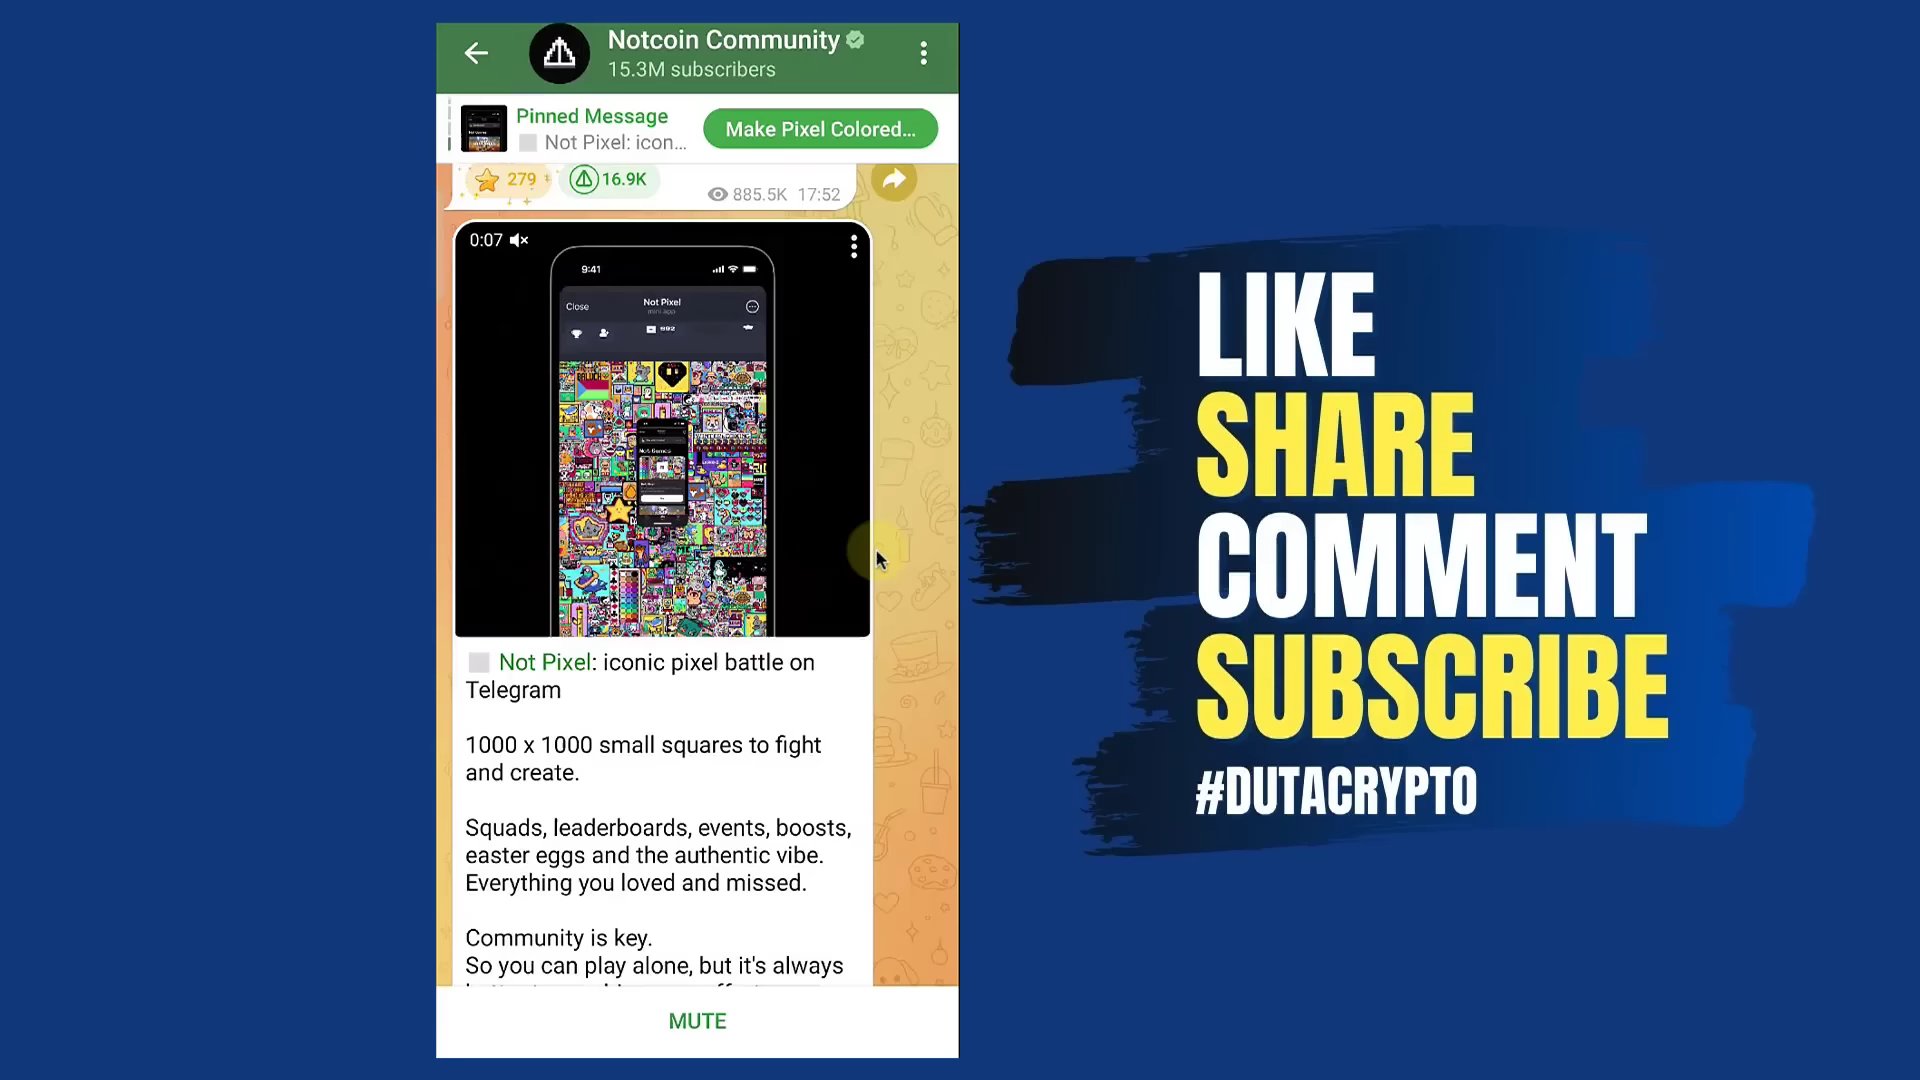 Notcoin Community
15.3M subscribers
Pinned Message
Not Pixel: icon...
Make Pixel Colored...
279
16.9K
885.5K 17:52
0:07
9:41
Close
Not Pixel
mini app
992
Not Pixel: iconic pixel battle on
Telegram
1000 x 1000 small squares to fight
and create.
Squads, leaderboards, events, boosts,
easter eggs and the authentic vibe.
Everything you loved and missed.
Community is key.
So you can play alone, but it's always
MUTE
LIKE
SHARE
COMMENT
SUBSCRIBE
#DUTACRYPTO